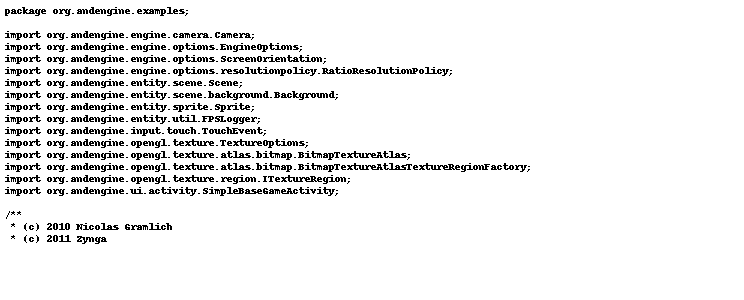 package org.andengine.examples;
import org.andengine.engine.camera.Camera;
import org.andengine.engine.options.EngineOptions;
import org.andengine.engine.options.ScreenOrientation;
import org.andengine.engine.options.resolutionpolicy.RatioResolutionPolicy;
import org.andengine.entity.scene.Scene;
import org.andengine.entity.scene.background.Background;
import org.andengine.entity.sprite.Sprite;
import org.andengine.entity.util.FPSLogger;
import org.andengine.input.touch.TouchEvent;
import org.andengine.opengl.texture.TextureOptions;
import org.andengine.opengl.texture.atlas.bitmap.BitmapTextureAtlas;
import org.andengine.opengl.texture.atlas.bitmap.BitmapTextureAtlasTextureRegionFactory;
import org.andengine.opengl.texture.region.ITextureRegion;
import org.andengine.ui.activity.SimpleBaseGameActivity;
/**
 * (c) 2010 Nicolas Gramlich
 * (c) 2011 Zynga